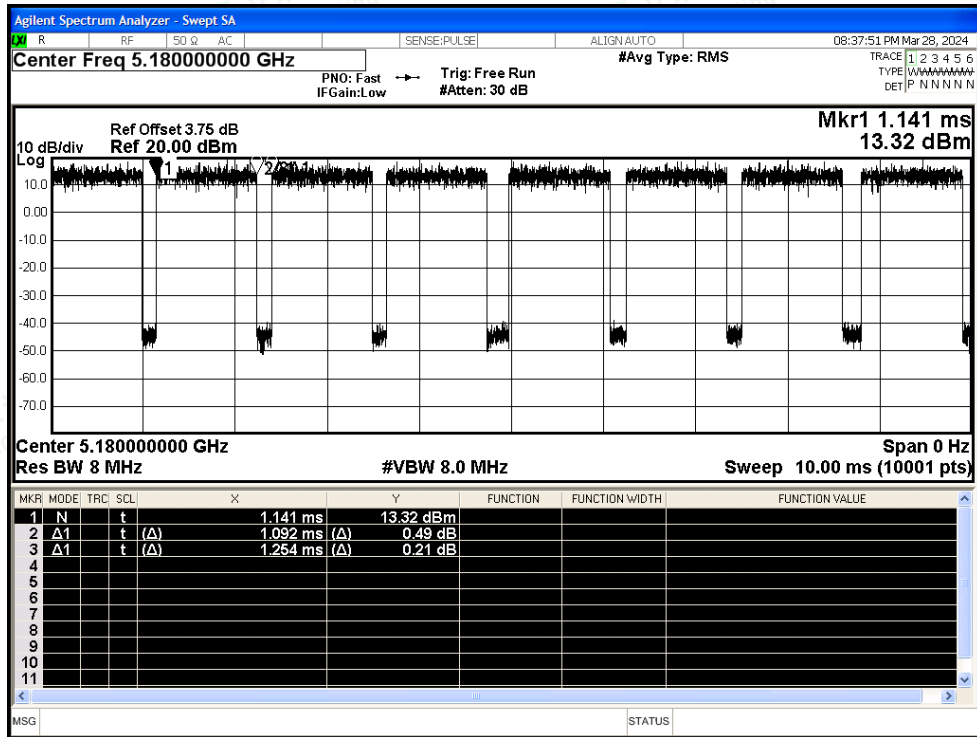 Agilent Spectrum Analyzer - Swept SA
LXI R RF 50 Ω AC SENSE:PULSE ALIGN AUTO 08:37:51 PM Mar 28, 2024
Center Freq 5.180000000 GHz #Avg Type: RMS TRACE 1 2 3 4 5 6
PNO: Fast Trig: Free Run TYPE
IFGain:Low #Atten: 30 dB DET P N N N N N
Mkr1 1.141 ms
Ref Offset 3.75 dB
10 dB/div Ref 20.00 dBm 13.32 dBm
Log
1
10.0
0.00
-10.0
-20.0
-30.0
-40.0
-50.0
-60.0
-70.0
Center 5.180000000 GHz Span 0 Hz
Res BW 8 MHz #VBW 8.0 MHz Sweep 10.00 ms (10001 pts)
MKR MODE TRC SCL X Y FUNCTION FUNCTION WIDTH FUNCTION VALUE
1 N t 1.141 ms 13.32 dBm
2 Δ1 t (Δ) 1.092 ms (Δ) 0.49 dB
3 Δ1 t (Δ) 1.254 ms (Δ) 0.21 dB
4
5
6
7
8
9
10
11
MSG STATUS